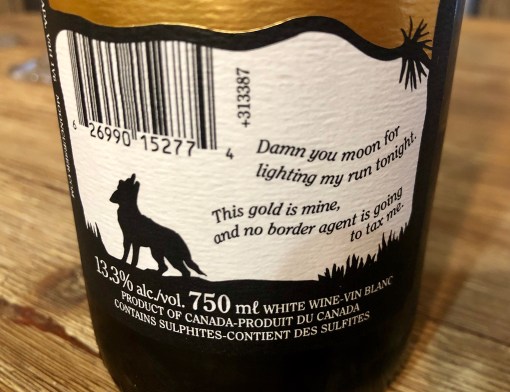 +313387
6 26990 15277 4
Damn you moon for
lighting my run tonight.
This gold is mine,
and no border agent is going
to tax me.
13.3% alc./vol. 750 ml WHITE WINE-VIN BLANC
PRODUCT OF CANADA-PRODUIT DU CANADA
CONTAINS SULPHITES-CONTIENT DES SULFITES